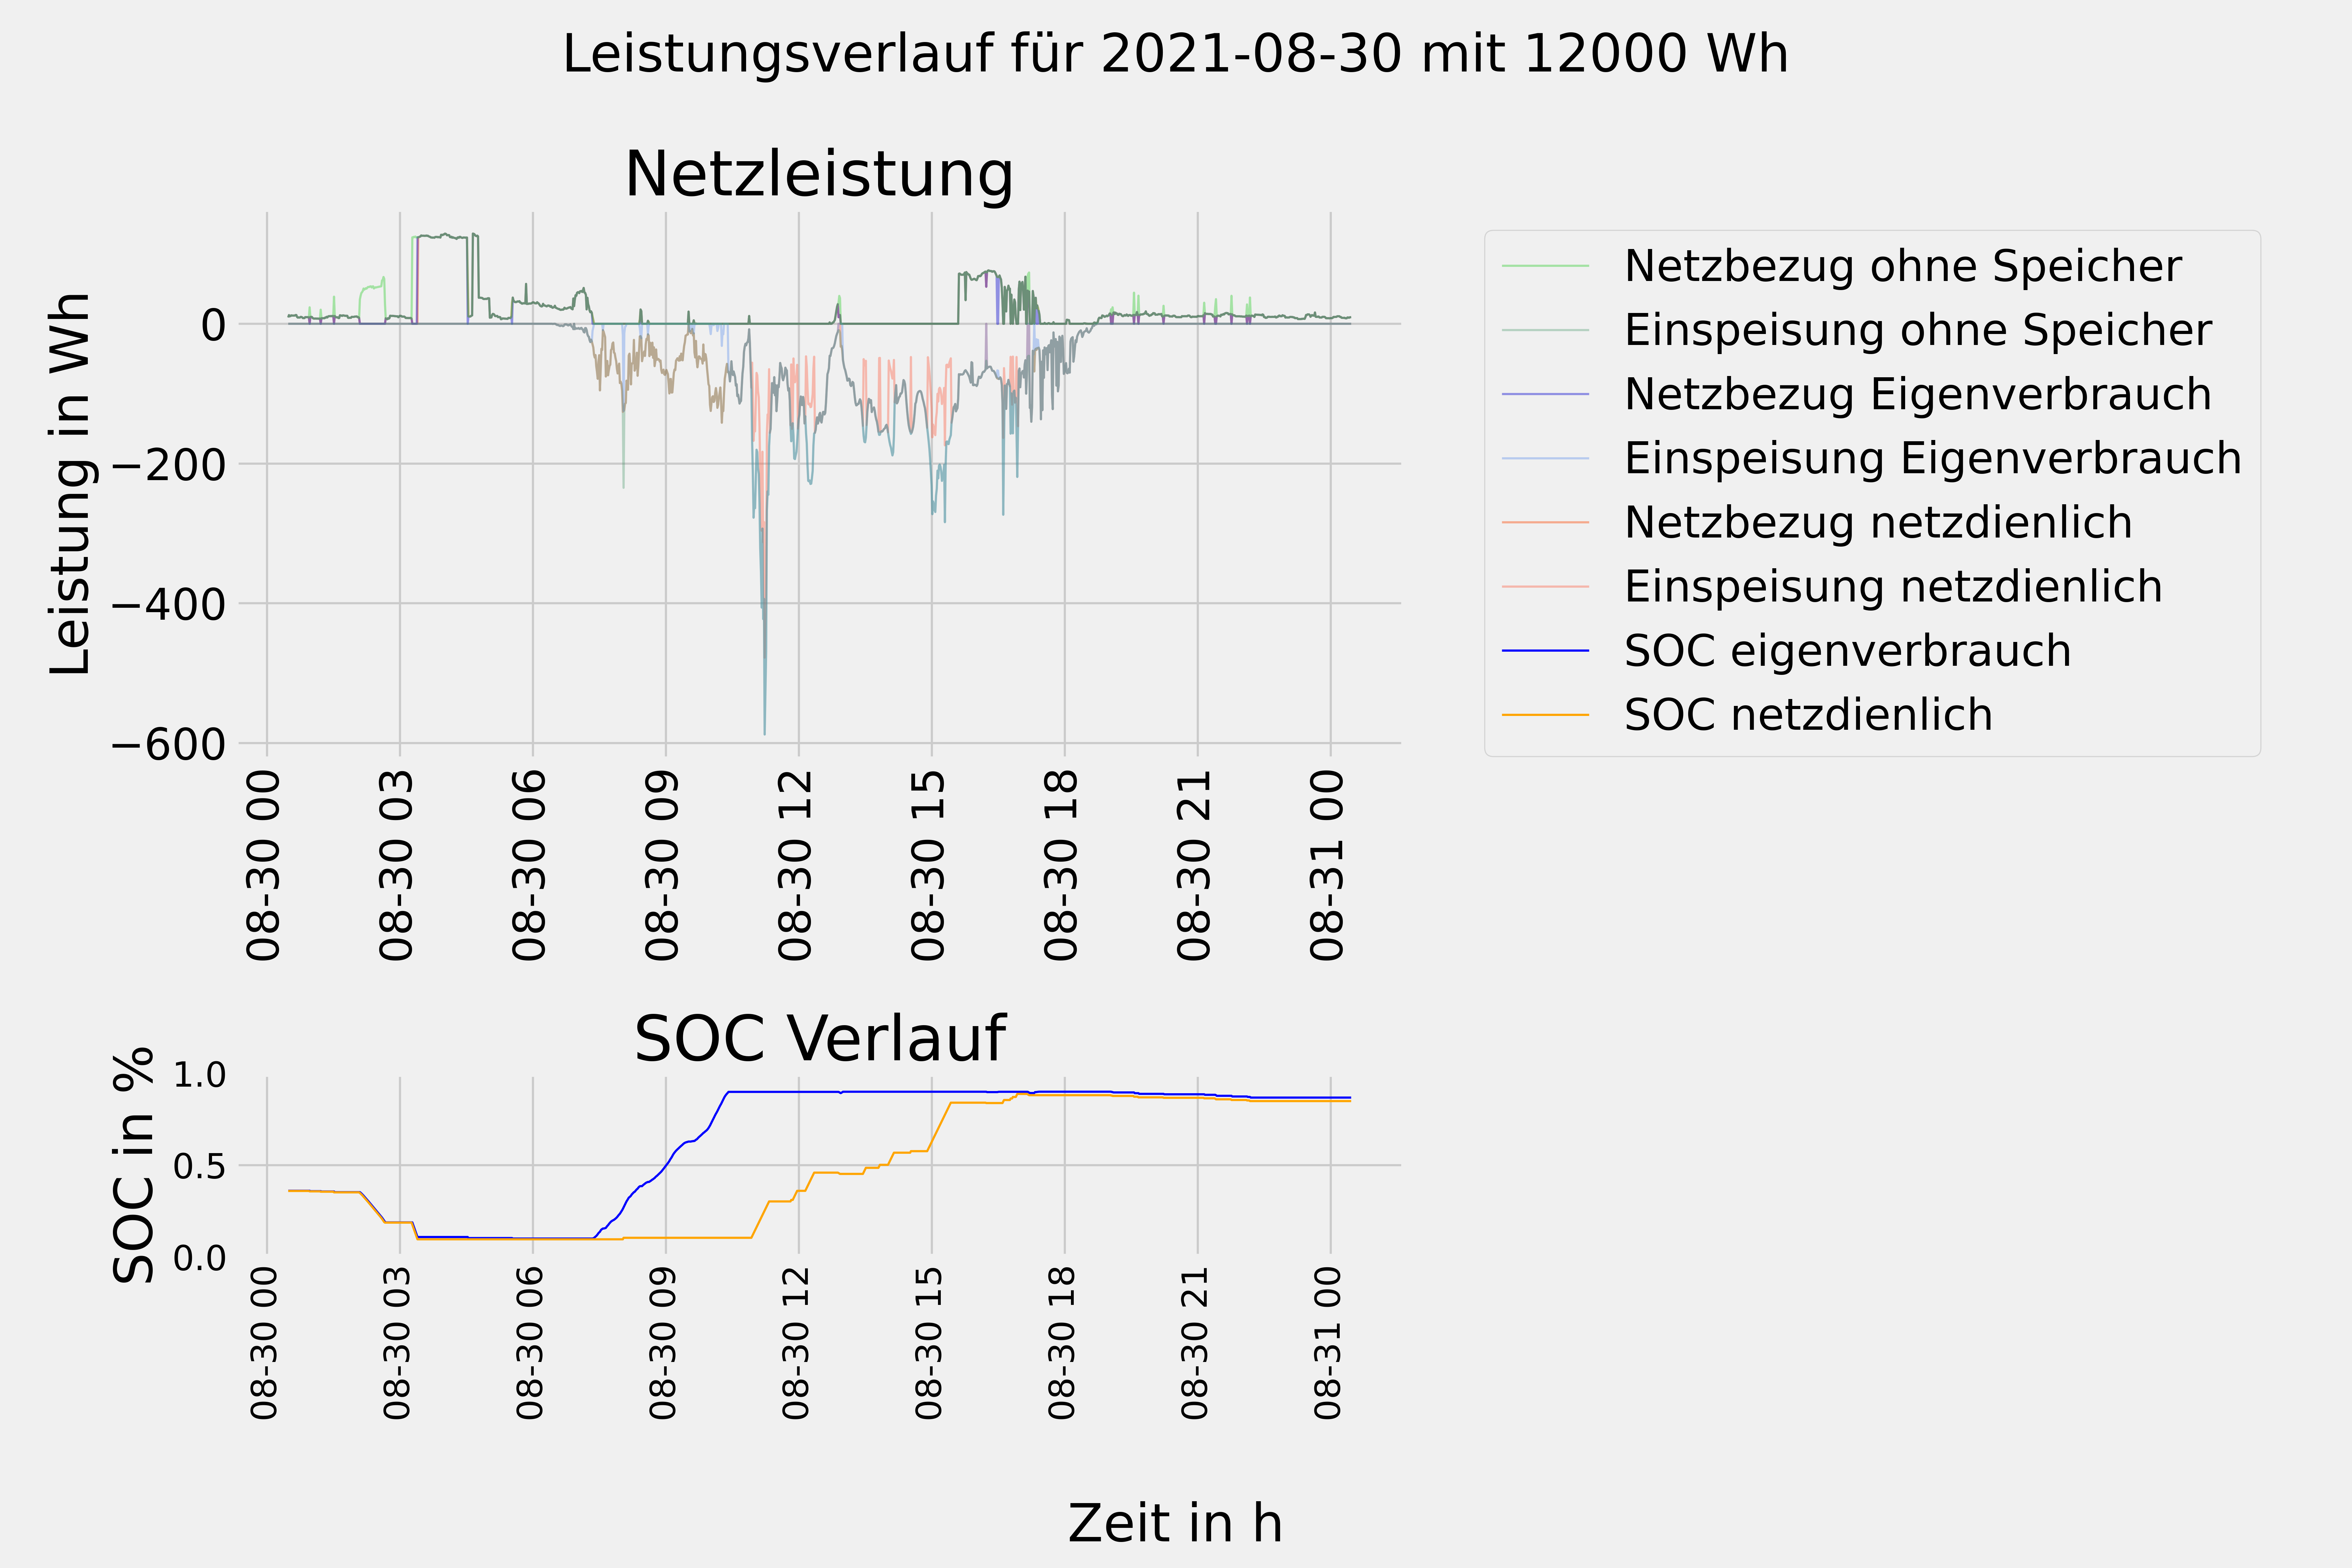 Leistungsverlauf für 2021-08-30 mit 12000 Wh
Netzleistung
Leistung in Wh
0
−200
−400
−600
08-30 00
08-30 03
08-30 06
08-30 09
08-30 12
08-30 15
08-30 18
08-30 21
08-31 00
Netzbezug ohne Speicher
Einspeisung ohne Speicher
Netzbezug Eigenverbrauch
Einspeisung Eigenverbrauch
Netzbezug netzdienlich
Einspeisung netzdienlich
SOC eigenverbrauch
SOC netzdienlich
SOC Verlauf
SOC in %
1.0
0.5
0.0
08-30 00
08-30 03
08-30 06
08-30 09
08-30 12
08-30 15
08-30 18
08-30 21
08-31 00
Zeit in h